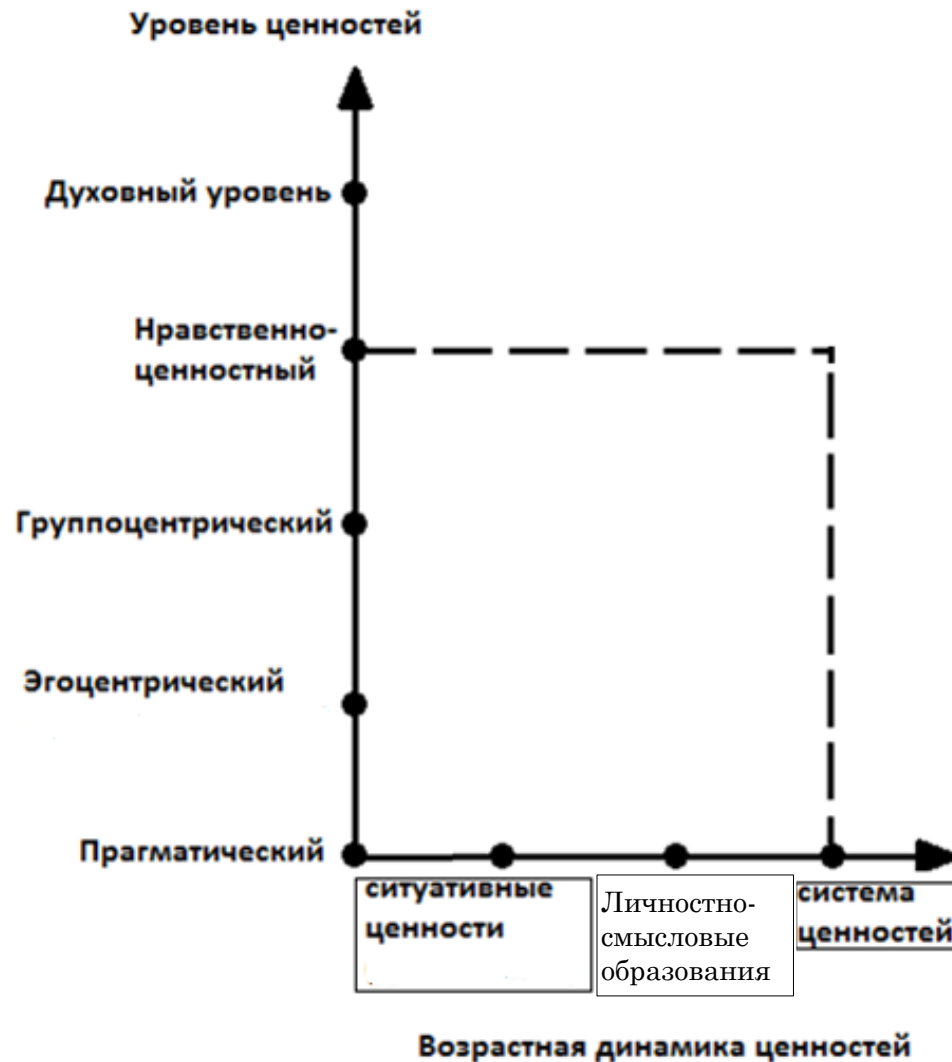 Уровень ценностей
Духовный уровень
Нравственно-
ценностный
Группоцентрический
Эгоцентрический
Прагматический
ситуативные
ценности
Личностно-
смысловые
образования
система
ценностей
Возрастная динамика ценностей